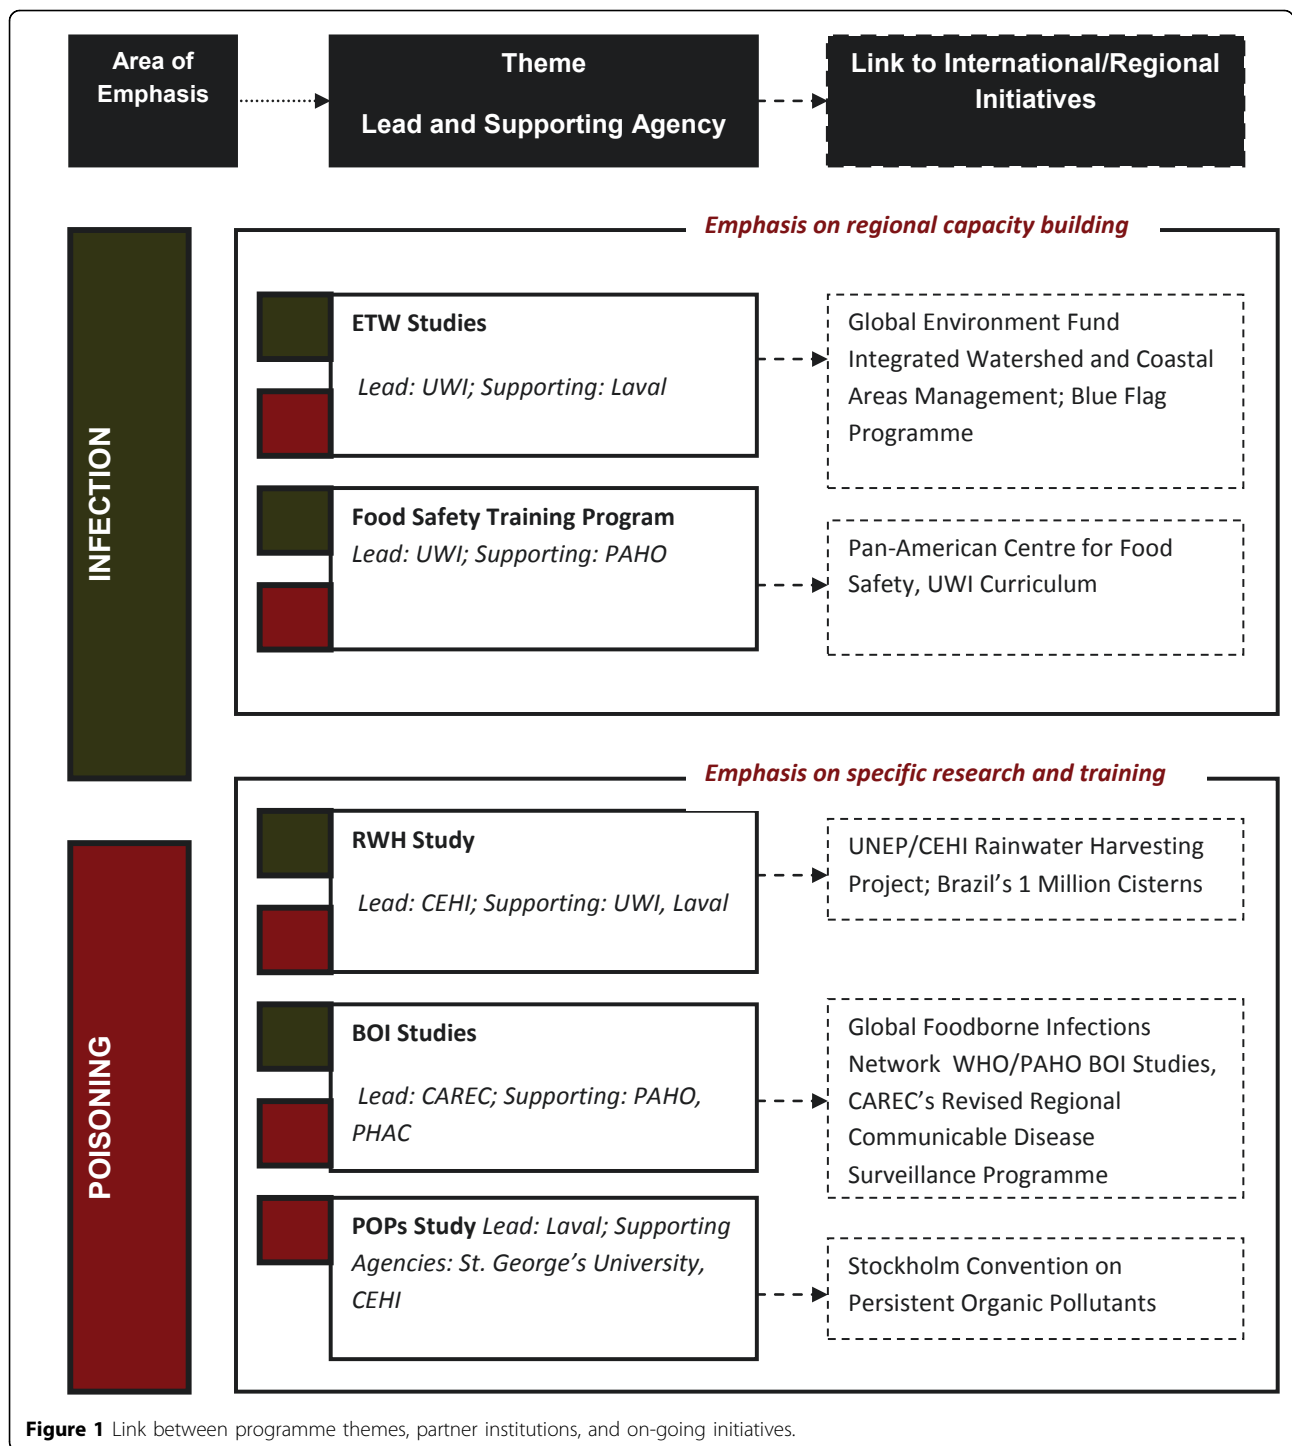 Area of
Emphasis
Theme
Lead and Supporting Agency
Link to International/Regional
Initiatives
INFECTION
Emphasis on regional capacity building
ETW Studies
Lead: UWI; Supporting: Laval
Global Environment Fund
Integrated Watershed and Coastal
Areas Management; Blue Flag
Programme
Food Safety Training Program
Lead: UWI; Supporting: PAHO
Pan-American Centre for Food
Safety, UWI Curriculum
POISONING
Emphasis on specific research and training
RWH Study
Lead: CEHI; Supporting: UWI, Laval
UNEP/CEHI Rainwater Harvesting
Project; Brazil’s 1 Million Cisterns
BOI Studies
Lead: CAREC; Supporting: PAHO,
PHAC
Global Foodborne Infections
Network WHO/PAHO BOI Studies,
CAREC’s Revised Regional
Communicable Disease
Surveillance Programme
POPs Study Lead: Laval; Supporting
Agencies: St. George’s University,
CEHI
Stockholm Convention on
Persistent Organic Pollutants
Figure 1 Link between programme themes, partner institutions, and on-going initiatives.